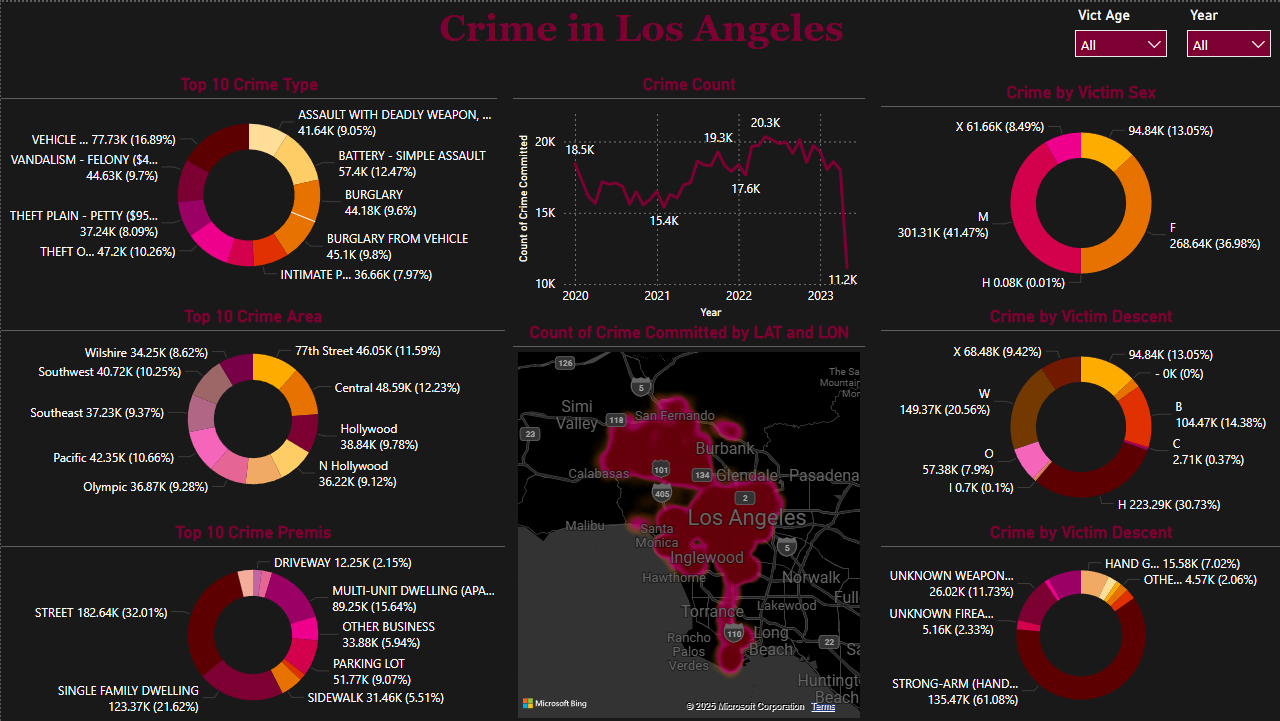 Crime in Los Angeles
Vict Age
All
Year
All
Top 10 Crime Type
ASSAULT WITH DEADLY WEAPON, ...
41.64K (9.05%)
BATTERY - SIMPLE ASSAULT
57.4K (12.47%)
BURGLARY
44.18K (9.6%)
BURGLARY FROM VEHICLE
45.1K (9.8%)
INTIMATE P... 36.66K (7.97%)
THEFT O... 47.2K (10.26%)
THEFT PLAIN - PETTY ($95...
37.24K (8.09%)
VANDALISM - FELONY ($4...
44.63K (9.7%)
VEHICLE ... 77.73K (16.89%)
Crime Count
Count of Crime Committed
20K
15K
10K
18.5K
15.4K
19.3K
17.6K
20.3K
11.2K
2020
2021
2022
2023
Year
Crime by Victim Sex
X 61.66K (8.49%)
94.84K (13.05%)
M
301.31K (41.47%)
F
268.64K (36.98%)
H 0.08K (0.01%)
Top 10 Crime Area
Wilshire 34.25K (8.62%)
77th Street 46.05K (11.59%)
Southwest 40.72K (10.25%)
Central 48.59K (12.23%)
Southeast 37.23K (9.37%)
Hollywood
38.84K (9.78%)
Pacific 42.35K (10.66%)
N Hollywood
36.22K (9.12%)
Olympic 36.87K (9.28%)
Count of Crime Committed by LAT and LON
126
5
The Sa
Mountain
Mor
Simi
Valley
118
San Fernando
23
Burbank
Calabasas
101
134
Glendale
Pasadena
405
2
Los Angeles
Malibu
Santa
Monica
5
Inglewood
Hawthorne
Norwalk
Full
Torrance
Lakewood
110
Long
Beach
22
Sa
Rancho
Palos
Verdes
Huntingt
Beach
Microsoft Bing
© 2025 Microsoft Corporation
Terms
Crime by Victim Descent
X 68.48K (9.42%)
94.84K (13.05%)
- 0K (0%)
W
149.37K (20.56%)
B
104.47K (14.38%)
C
2.71K (0.37%)
O
57.38K (7.9%)
I 0.7K (0.1%)
H 223.29K (30.73%)
Top 10 Crime Premis
DRIVEWAY 12.25K (2.15%)
MULTI-UNIT DWELLING (APA...
89.25K (15.64%)
STREET 182.64K (32.01%)
OTHER BUSINESS
33.88K (5.94%)
PARKING LOT
51.77K (9.07%)
SINGLE FAMILY DWELLING
123.37K (21.62%)
SIDEWALK 31.46K (5.51%)
Crime by Victim Descent
HAND G... 15.58K (7.02%)
OTHE... 4.57K (2.06%)
UNKNOWN WEAPON...
26.02K (11.73%)
UNKNOWN FIREA...
5.16K (2.33%)
STRONG-ARM (HAND...
135.47K (61.08%)